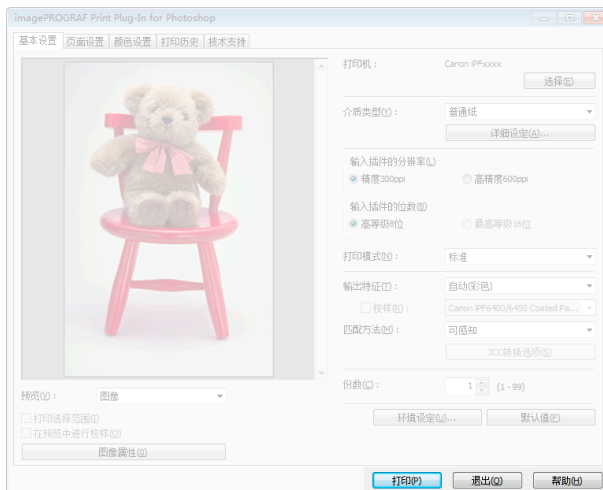 imagePROGRAF Print Plug-In for Photoshop
基本设置 页面设置 颜色设置 打印历史 技术支持
打印机： Canon iPFxxxx
选择(E)
介质类型(Y)： 普通纸
详细设定(A)...
输入插件的分辨率(L)
精度300ppi 高精度600ppi
输入插件的位数(B)
高等级8位 最高等级16位
打印模式(N)： 标准
输出特征(T)： 自动(彩色)
校样(R)： Canon iPF6400/6450 Coated Pa...
匹配方法(M)： 可感知
ICC转换选项(S)
份数(C)： 1 (1 - 99)
预览(V)： 图像
打印选择范围(I)
在预览中进行校样(O)
图像属性(0)
环境设定(U)... 默认值(F)
打印(P) 退出(Q) 帮助(H)